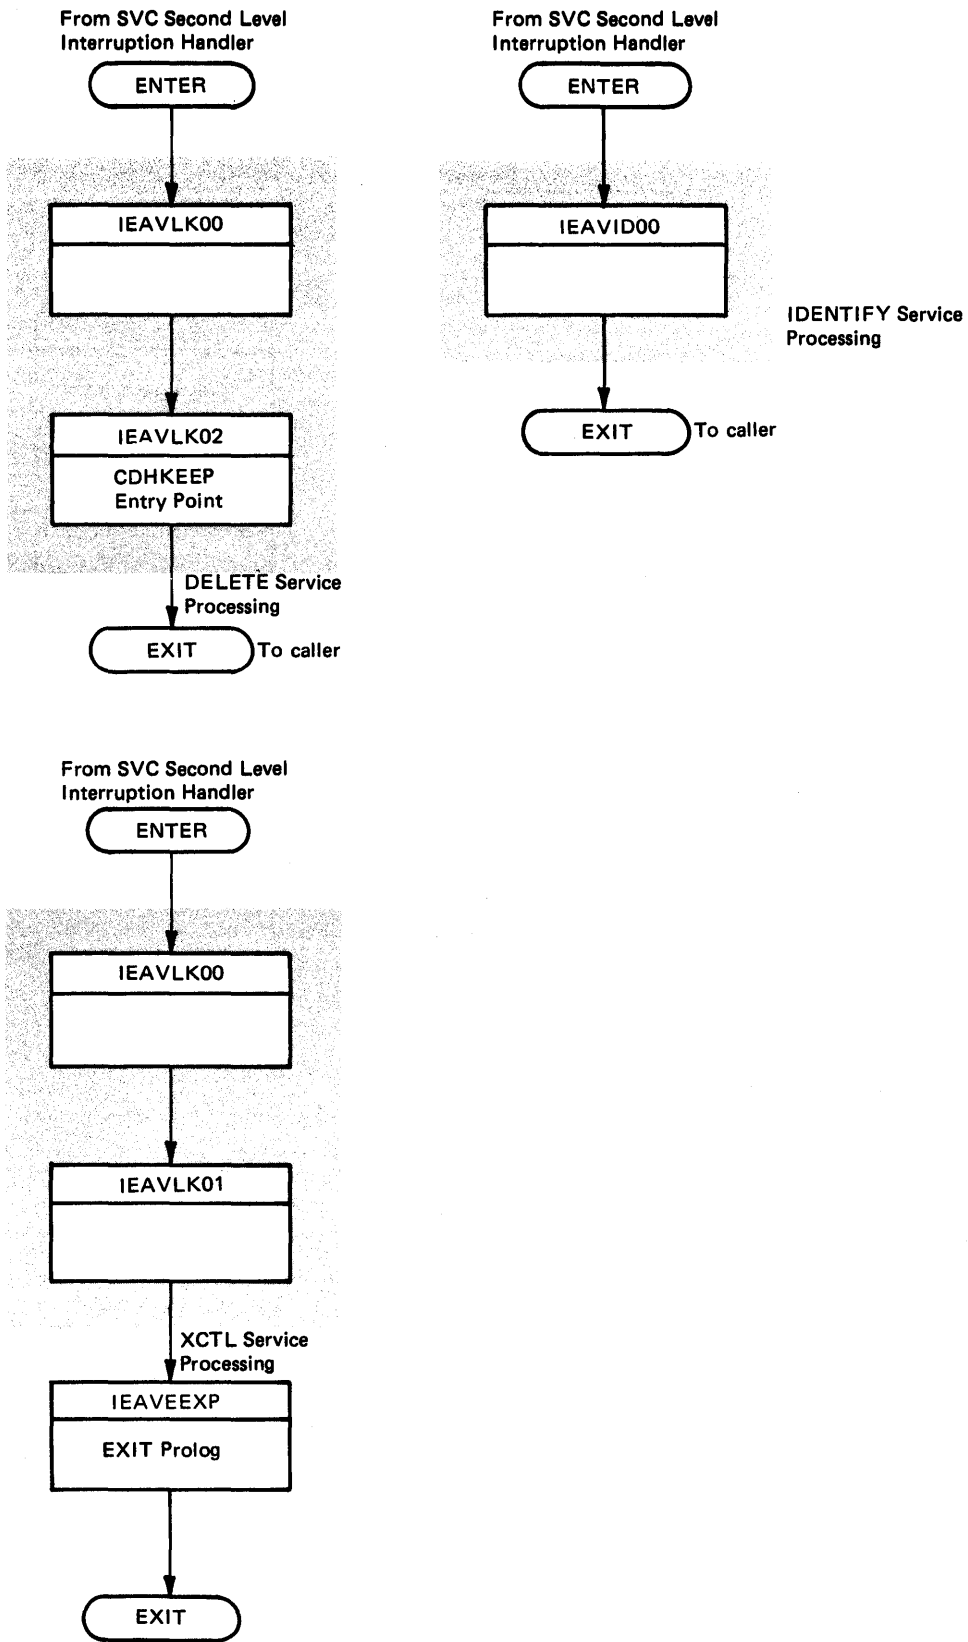 From SVC Second Level
Interruption Handler
ENTER
IEAVLK00
IEAVLK02
CDHKEEP
Entry Point
DELETE Service
Processing
EXIT
To caller
From SVC Second Level
Interruption Handler
ENTER
IEAVID00
IDENTIFY Service
Processing
EXIT
To caller
From SVC Second Level
Interruption Handler
ENTER
IEAVLK00
IEAVLK01
XCTL Service
Processing
IEAVEEXP
EXIT Prolog
EXIT